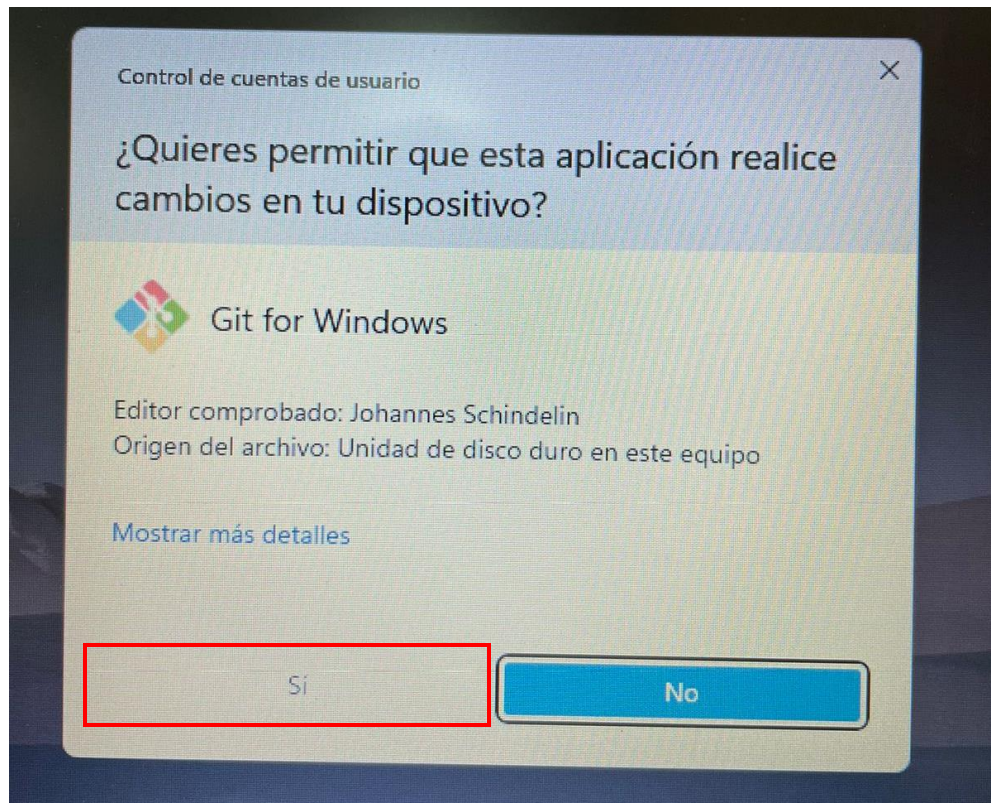 Control de cuentas de usuario
¿Quieres permitir que esta aplicación realice
cambios en tu dispositivo?
Git for Windows
Editor comprobado: Johannes Schindelin
Origen del archivo: Unidad de disco duro en este equipo
Mostrar más detalles
Sí
No